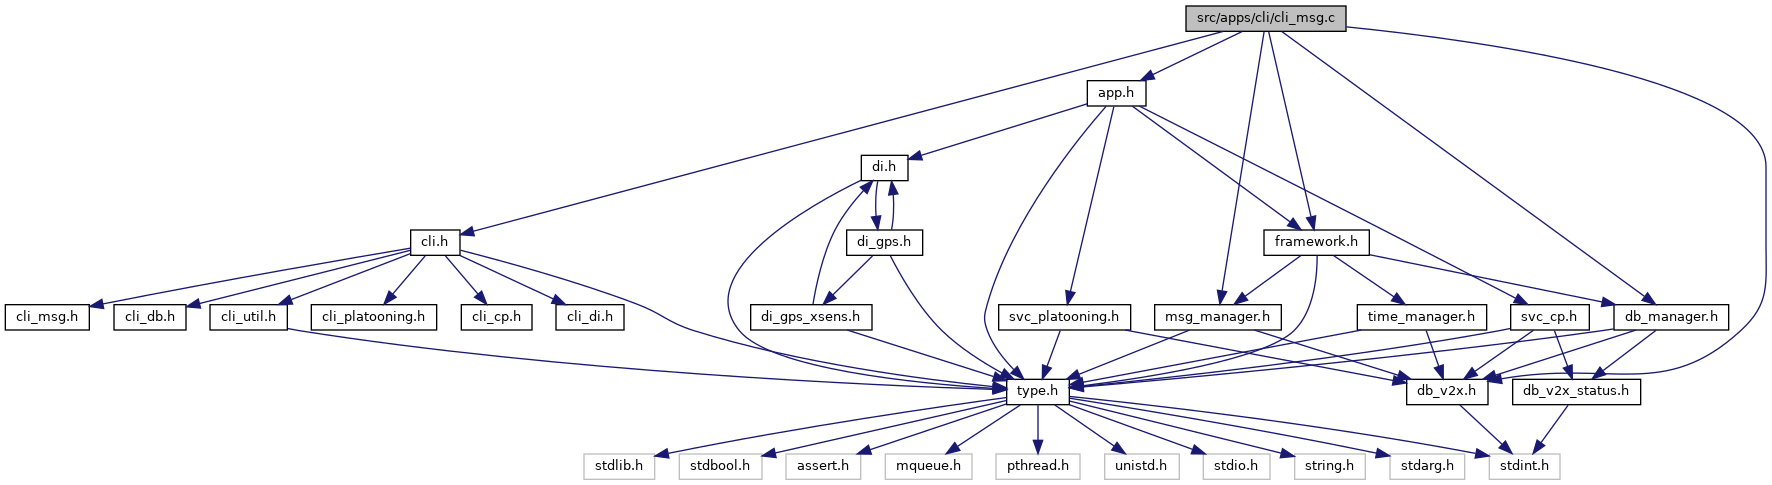 src/apps/cli/cli_msg.c
app.h
di.h
cli.h
di_gps.h
framework.h
cli_msg.h
cli_db.h
cli_util.h
cli_platooning.h
cli_cp.h
cli_di.h
di_gps_xsens.h
svc_platooning.h
msg_manager.h
time_manager.h
svc_cp.h
db_manager.h
type.h
db_v2x.h
db_v2x_status.h
stdlib.h
stdbool.h
assert.h
mqueue.h
pthread.h
unistd.h
stdio.h
string.h
stdarg.h
stdint.h